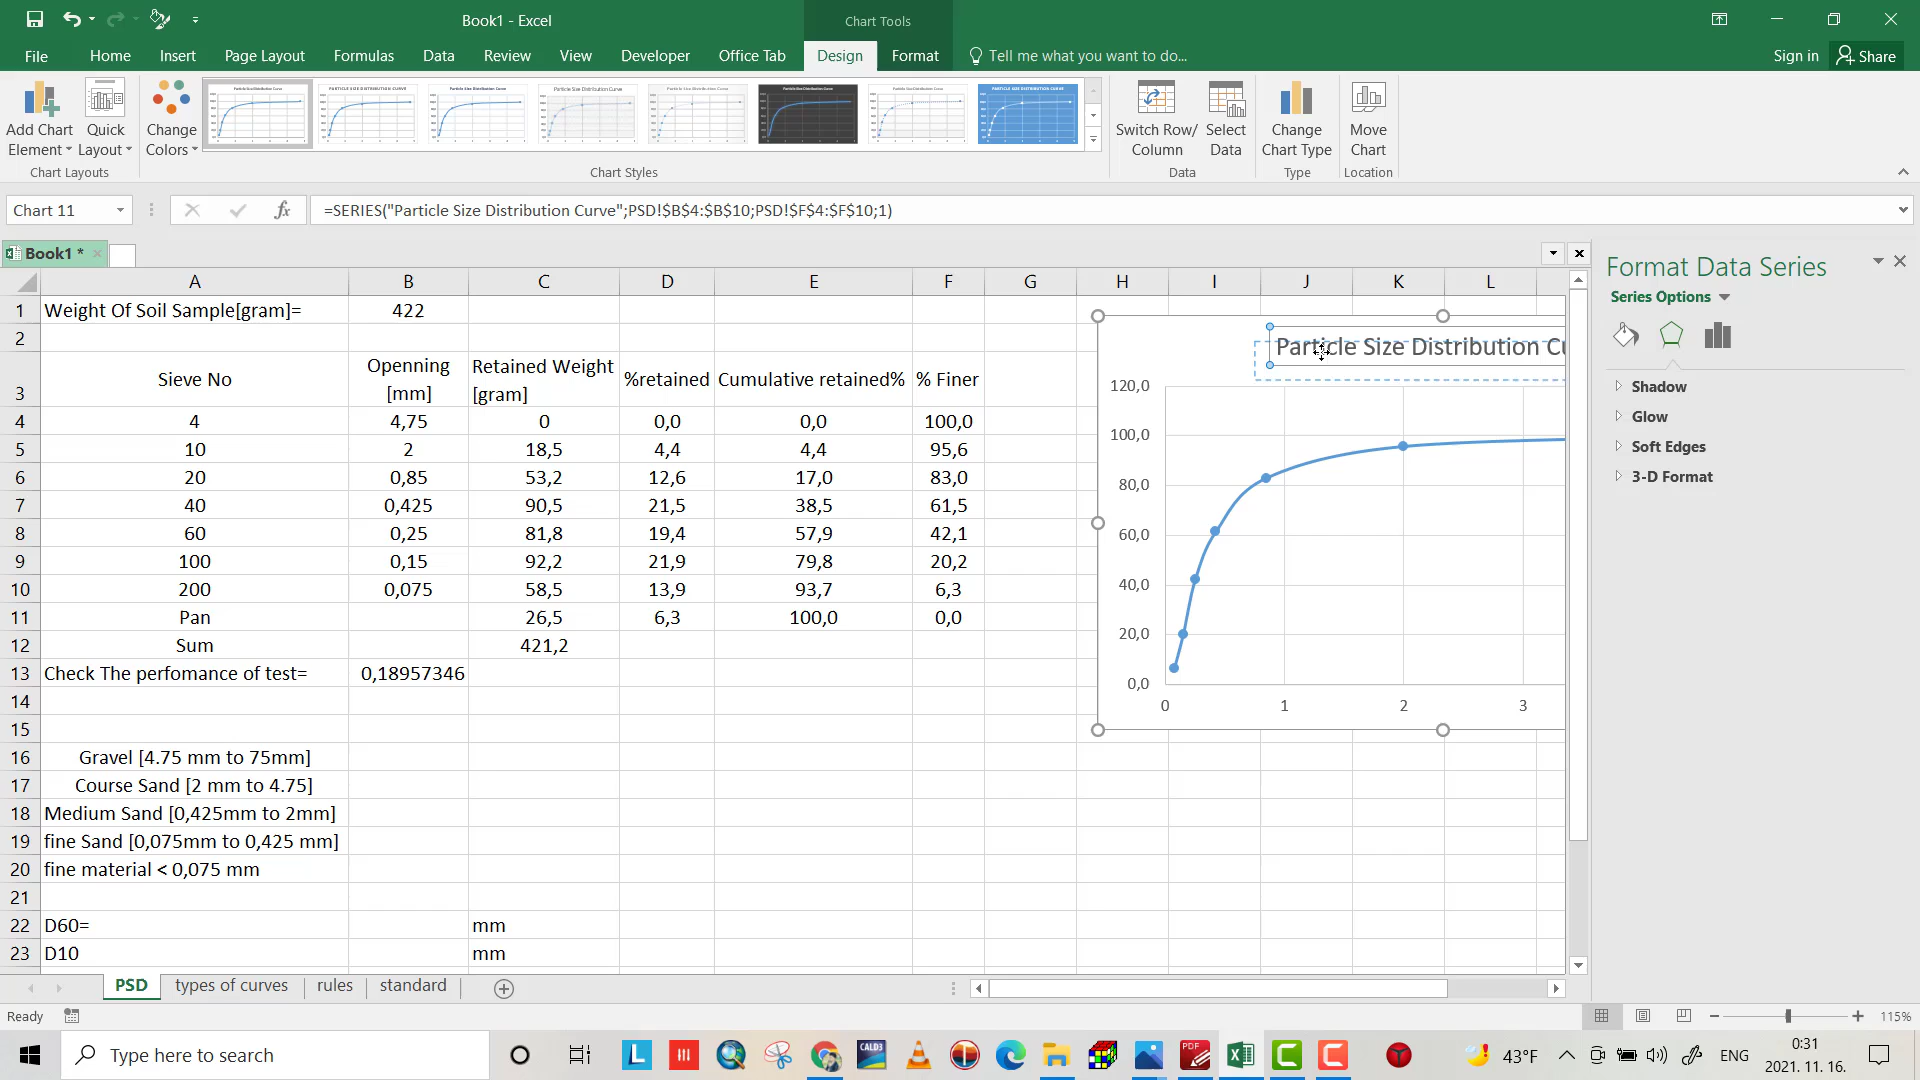 Book1 - Excel
Chart Tools
File Home Insert Page Layout Formulas Data Review View Developer Office Tab Design Format Tell me what you want to do... Sign in Share
Add Chart Element
Quick Layout
Change Colors
Switch Row/ Column
Select Data
Change Chart Type
Move Chart
Chart Layouts Chart Styles Data Type Location
Chart 11 fx =SERIES("Particle Size Distribution Curve";PSD!$B$4:$B$10;PSD!$F$4:$F$10;1)
Book1 *
A B C D E F G H I J K L
1 Weight Of Soil Sample[gram]= 422
2
3 Sieve No Openning [mm] Retained Weight [gram] %retained Cumulative retained% % Finer
4 4 4,75 0 0,0 0,0 100,0
5 10 2 18,5 4,4 4,4 95,6
6 20 0,85 53,2 12,6 17,0 83,0
7 40 0,425 90,5 21,5 38,5 61,5
8 60 0,25 81,8 19,4 57,9 42,1
9 100 0,15 92,2 21,9 79,8 20,2
10 200 0,075 58,5 13,9 93,7 6,3
11 Pan 26,5 6,3 100,0 0,0
12 Sum 421,2
13 Check The perfomance of test= 0,18957346
14
15
16 Gravel [4.75 mm to 75mm]
17 Course Sand [2 mm to 4.75]
18 Medium Sand [0,425mm to 2mm]
19 fine Sand [0,075mm to 0,425 mm]
20 fine material < 0,075 mm
21
22 D60= mm
23 D10 mm
Particle Size Distribution Cu
120,0
100,0
80,0
60,0
40,0
20,0
0,0
0 1 2 3
Format Data Series
Series Options
Shadow
Glow
Soft Edges
3-D Format
PSD types of curves rules standard
Ready 115%
Type here to search
CALD3
PDF
43°F ENG 0:31
2021. 11. 16.